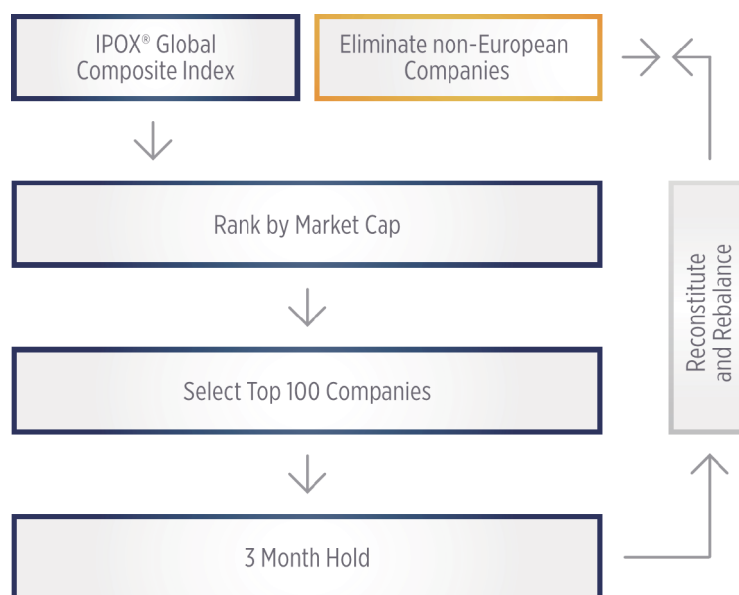 IPOX® Global
Composite Index
Eliminate non-European
Companies
Rank by Market Cap
Select Top 100 Companies
3 Month Hold
Reconstitute
and Rebalance